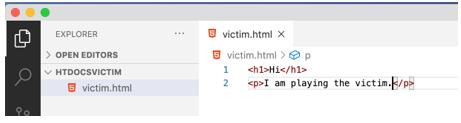 EXPLORER
···
victim.html
OPEN EDITORS
HTDOCSVICTIM
victim.html
victim.html > p
1 <h1>Hi</h1>
2 <p>I am playing the victim.</p>